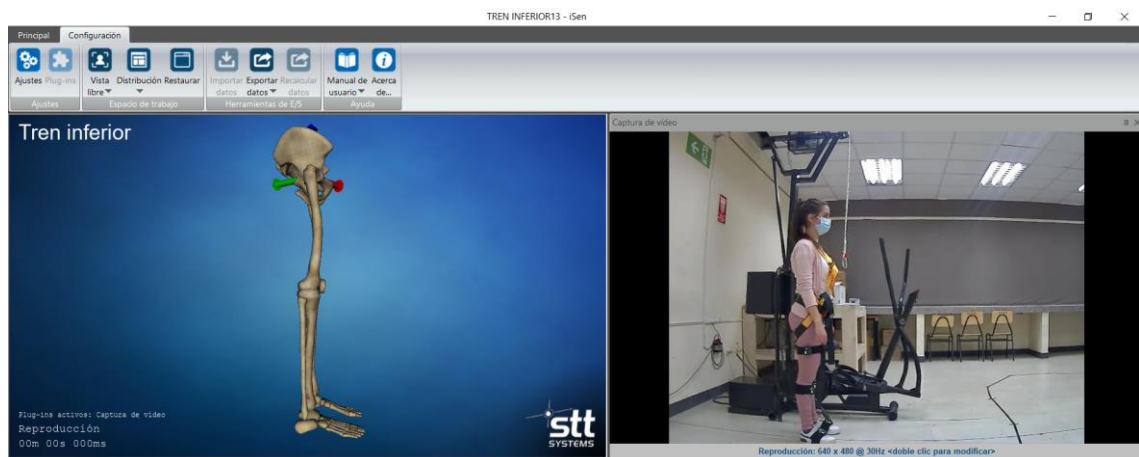 TREN INFERIOR13 - iSen
Principal Configuración
Ajustes Plug-ins Vista libre Distribución Restaurar Importar datos Exportar datos Recalcular datos Manual de usuario Acerca de...
Ajustes Espacio de trabajo Herramientas de E/S Ayuda
Tren inferior
Plug-ins activos: Captura de vídeo
Reproducción
00m 00s 000ms
stt
SYSTEMS
Captura de vídeo
Reproducción: 640 x 480 @ 30Hz <doble clic para modificar>